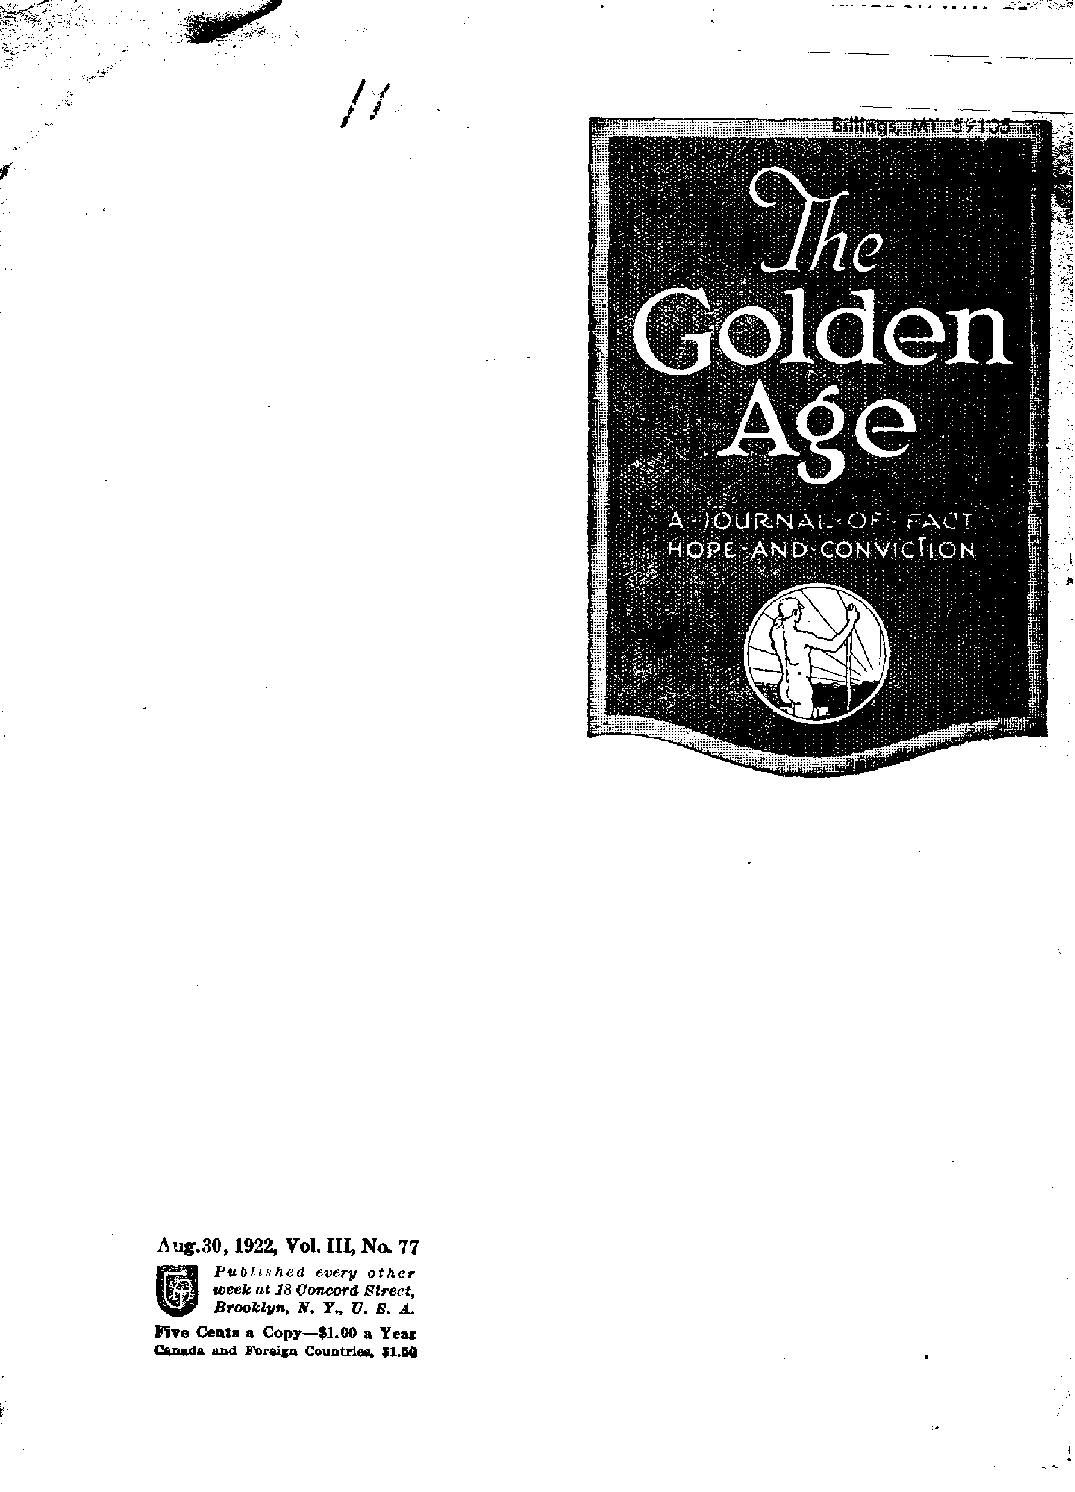 11
Billings, MT 59135
The
Golden
Age
A·JOURNAL·OF·FACT
HOPE·AND·CONVICTION
Aug.30, 1922, Vol. III, No. 77
Published every other
week at 18 Concord Street,
Brooklyn, N. Y., U. S. A.
Five Cents a Copy—$1.00 a Year
Canada and Foreign Countries, $1.50